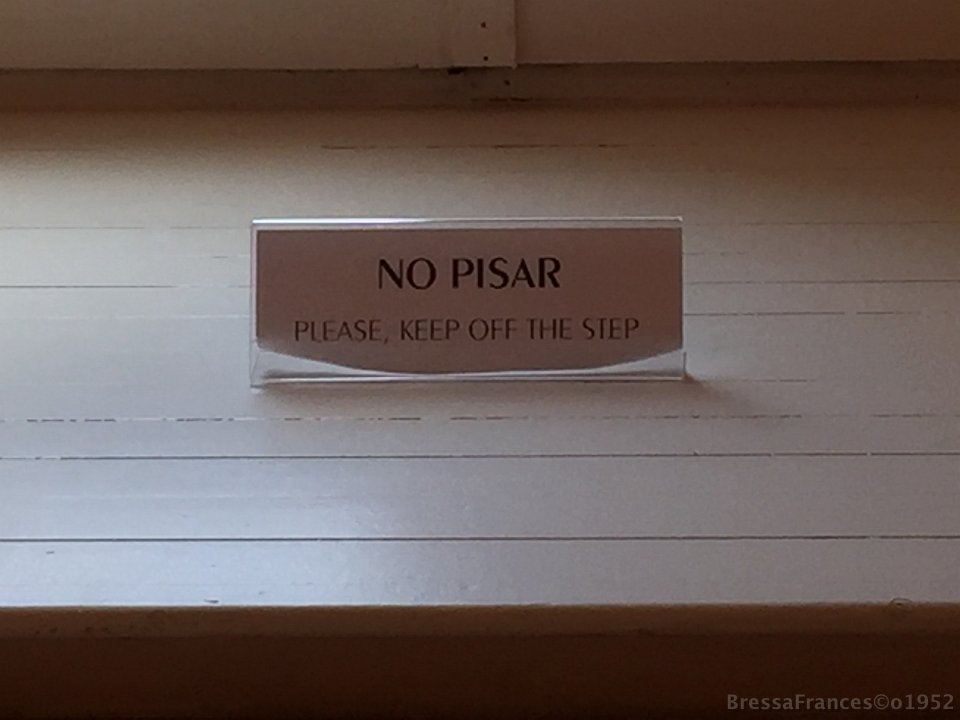 NO PISAR
PLEASE, KEEP OFF THE STEP
BressaFrances©o1952